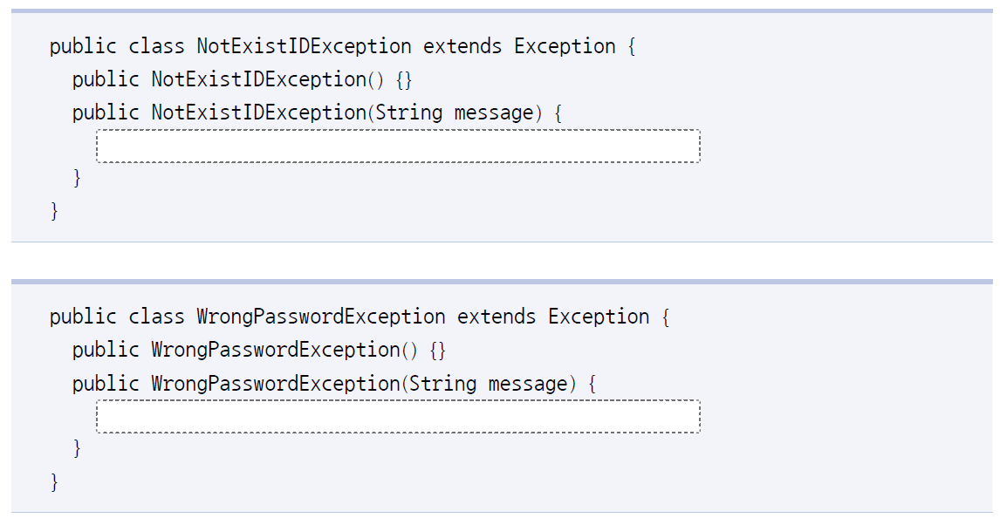 public class NotExistIDException extends Exception {
public NotExistIDException() {}
public NotExistIDException(String message) {
}
}
public class WrongPasswordException extends Exception {
public WrongPasswordException() {}
public WrongPasswordException(String message) {
}
}